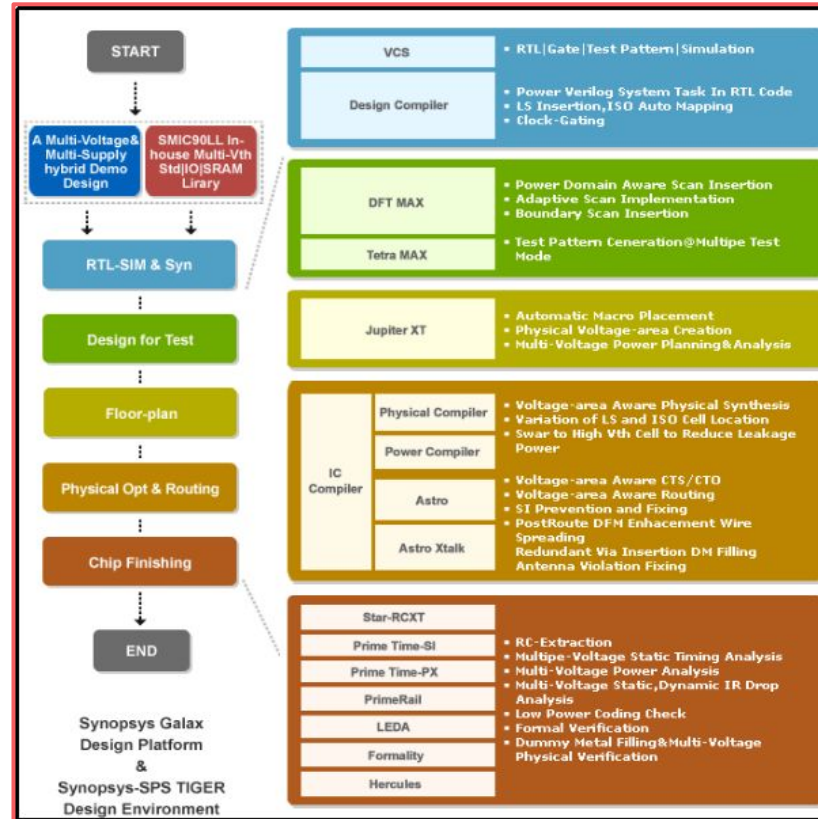 START
A Multi-Voltage&
Multi-Supply
hybrid Demo
Design
SMIC90LL In-
house Multi-Vth
Std|IO|SRAM
Lirary
RTL-SIM & Syn
Design for Test
Floor-plan
Physical Opt & Routing
Chip Finishing
END
Synopsys Galax
Design Platform
&
Synopsys-SPS TIGER
Design Environment
VCS
Design Compiler
▪ RTL|Gate|Test Pattern|Simulation
▪ Power Verilog System Task In RTL Code
▪ LS Insertion,ISO Auto Mapping
▪ Clock-Gating
DFT MAX
Tetra MAX
▪ Power Domain Aware Scan Insertion
▪ Adaptive Scan Implementation
▪ Boundary Scan Insertion
▪ Test Pattern Ceneration@Multipe Test
Mode
Jupiter XT
▪ Automatic Macro Placement
▪ Physical Voltage-area Creation
▪ Multi-Voltage Power Planning&Analysis
IC
Compiler
Physical Compiler
Power Compiler
Astro
Astro Xtalk
▪ Voltage-area Aware Physical Synthesis
▪ Variation of LS and ISO Cell Location
▪ Swar to High Vth Cell to Reduce Leakage
Power
▪ Voltage-area Aware CTS/CTO
▪ Voltage-area Aware Routing
▪ SI Prevention and Fixing
▪ PostRoute DFM Enhacement Wire
Spreading
Redundant Via Insertion DM Filling
Antenna Violation Fixing
Star-RCXT
Prime Time-SI
Prime Time-PX
PrimeRail
LEDA
Formality
Hercules
▪ RC-Extraction
▪ Multipe-Voltage Static Timing Analysis
▪ Multi-Voltage Power Analysis
▪ Multi-Voltage Static,Dynamic IR Drop
Analysis
▪ Low Power Coding Check
▪ Formal Verification
▪ Dummy Metal Filling&Multi-Voltage
Physical Verification